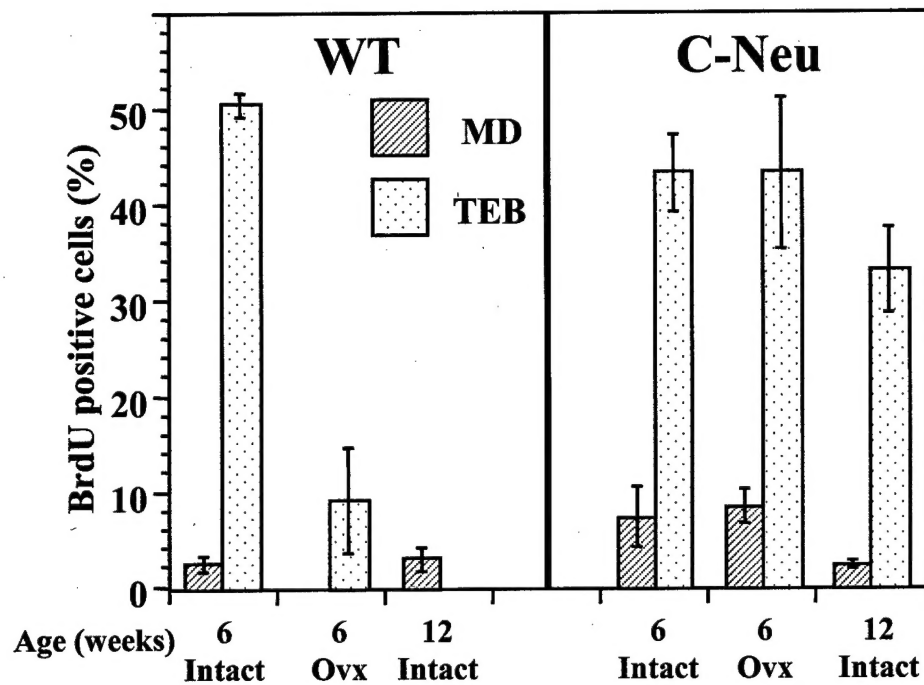 WT
C-Neu
MD
TEB
BrdU positive cells (%)
50
40
30
20
10
0
Age (weeks)
6
6
12
6
6
12
Intact
Ovx
Intact
Intact
Ovx
Intact